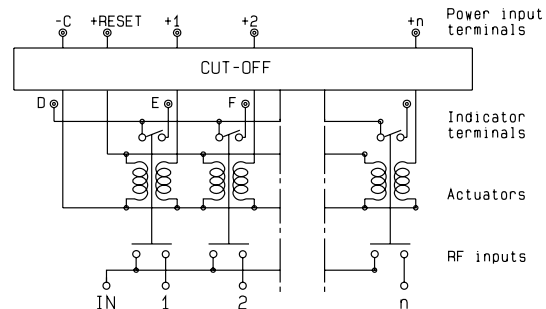 -C +RESET +1 +2 +n Power input
terminals
CUT-OFF
D E F Indicator
terminals
Actuators
RF inputs
IN 1 2 n